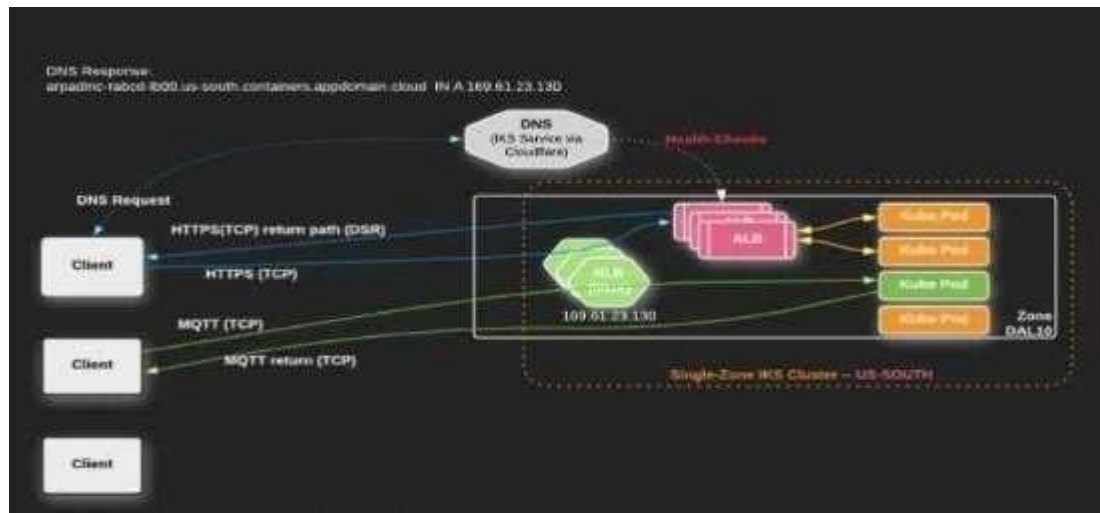 DNS Response:
arpadinc-rabcd-lb00.us-south.containers.appdomain.cloud IN A 169.61.23.130
DNS
(IKS Service via
Cloudflare)
Health Checks
DNS Request
HTTPS(TCP) return path (DSR)
HTTPS (TCP)
MQTT (TCP)
MQTT return (TCP)
Client
Client
Client
ALB
NLB
169.61.23.130
Kube Pod
Kube Pod
Kube Pod
Kube Pod
Zone
DAL10
Single-Zone IKS Cluster -- US-SOUTH